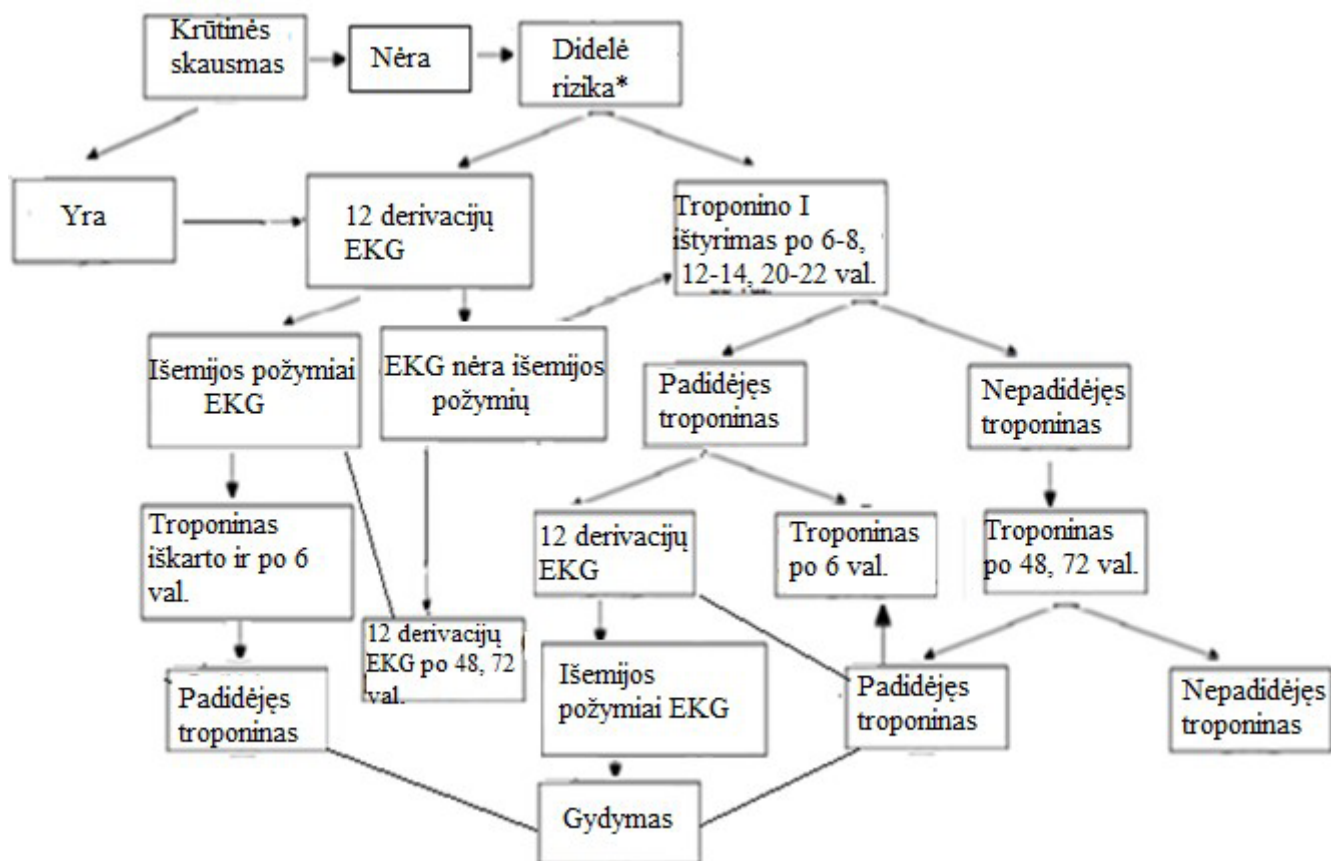 Krūtinės
skausmas
Nėra
Didelė
rizika*
Yra
12 derivacijų
EKG
Troponino I
ištyrimas po 6-8,
12-14, 20-22 val.
Išemijos požymiai
EKG
EKG nėra išemijos
požymių
Padidėjęs
troponinas
Nepadidėjęs
troponinas
Troponinas
iškarto ir po 6
val.
12 derivacijų
EKG
Troponinas
po 6 val.
Troponinas
po 48, 72 val.
12 derivacijų
EKG po 48, 72
val.
Padidėjęs
troponinas
Išemijos
požymiai EKG
Padidėjęs
troponinas
Nepadidėjęs
troponinas
Gydymas